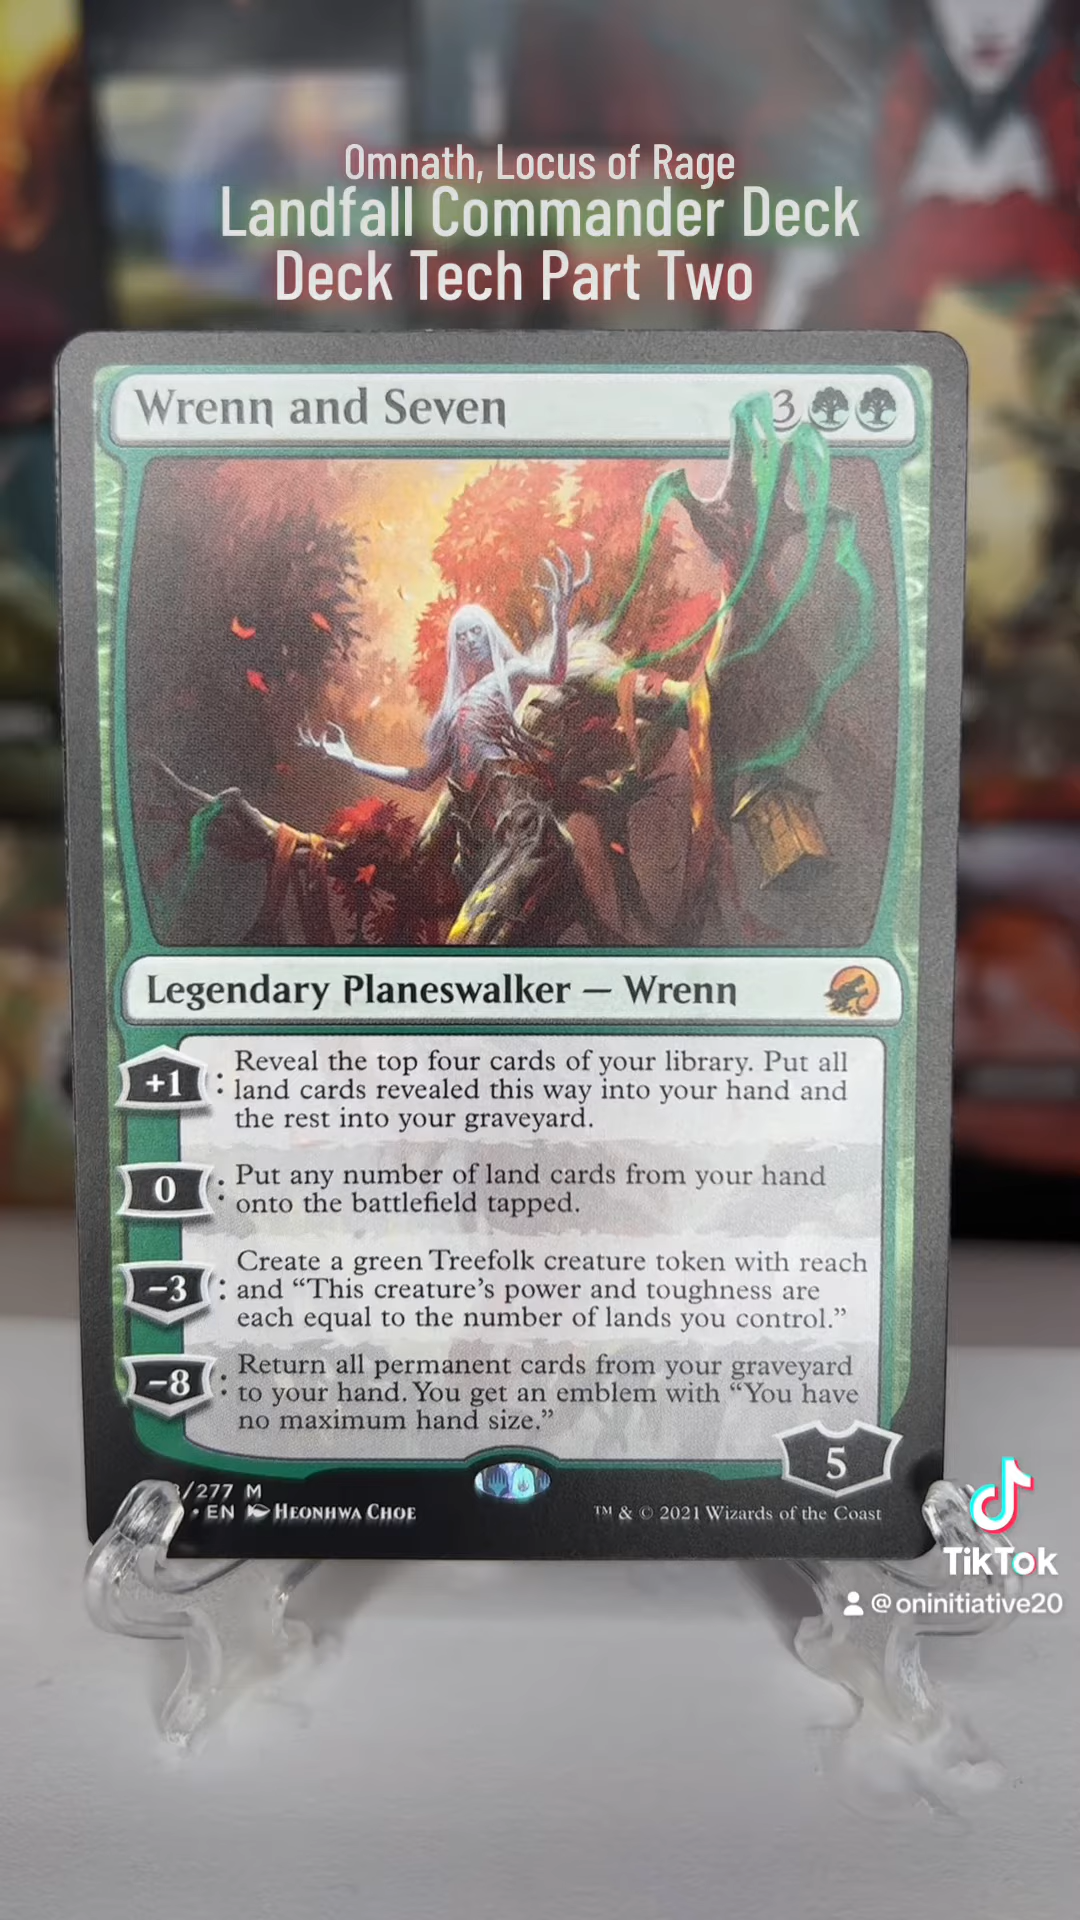 Omnath, Locus of Rage
Landfall Commander Deck
Deck Tech Part Two
Wrenn and Seven
3
Legendary Planeswalker — Wrenn
+1 : Reveal the top four cards of your library. Put all
land cards revealed this way into your hand and
the rest into your graveyard.
0 : Put any number of land cards from your hand
onto the battlefield tapped.
−3 : Create a green Treefolk creature token with reach
and “This creature’s power and toughness are
each equal to the number of lands you control.”
−8 : Return all permanent cards from your graveyard
to your hand. You get an emblem with “You have
no maximum hand size.”
5
/277 M
• EN Heonhwa Choe
™ & © 2021 Wizards of the Coast
TikTok
@oninitiative20